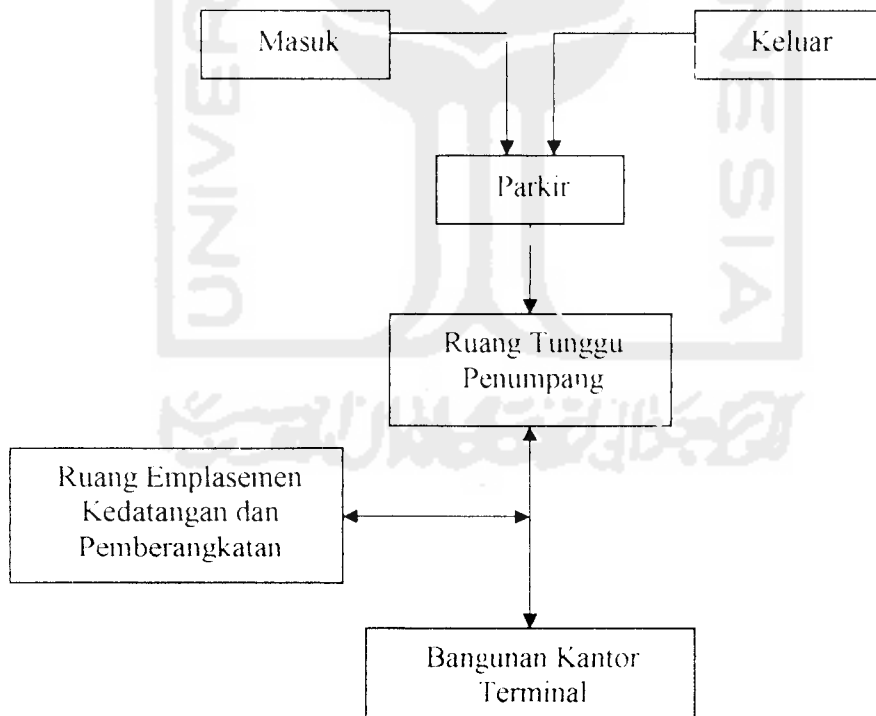 Masuk
Keluar
Parkir
Ruang Tunggu
Penumpang
Ruang Emplasemen
Kedatangan dan
Pemberangkatan
Bangunan Kantor
Terminal